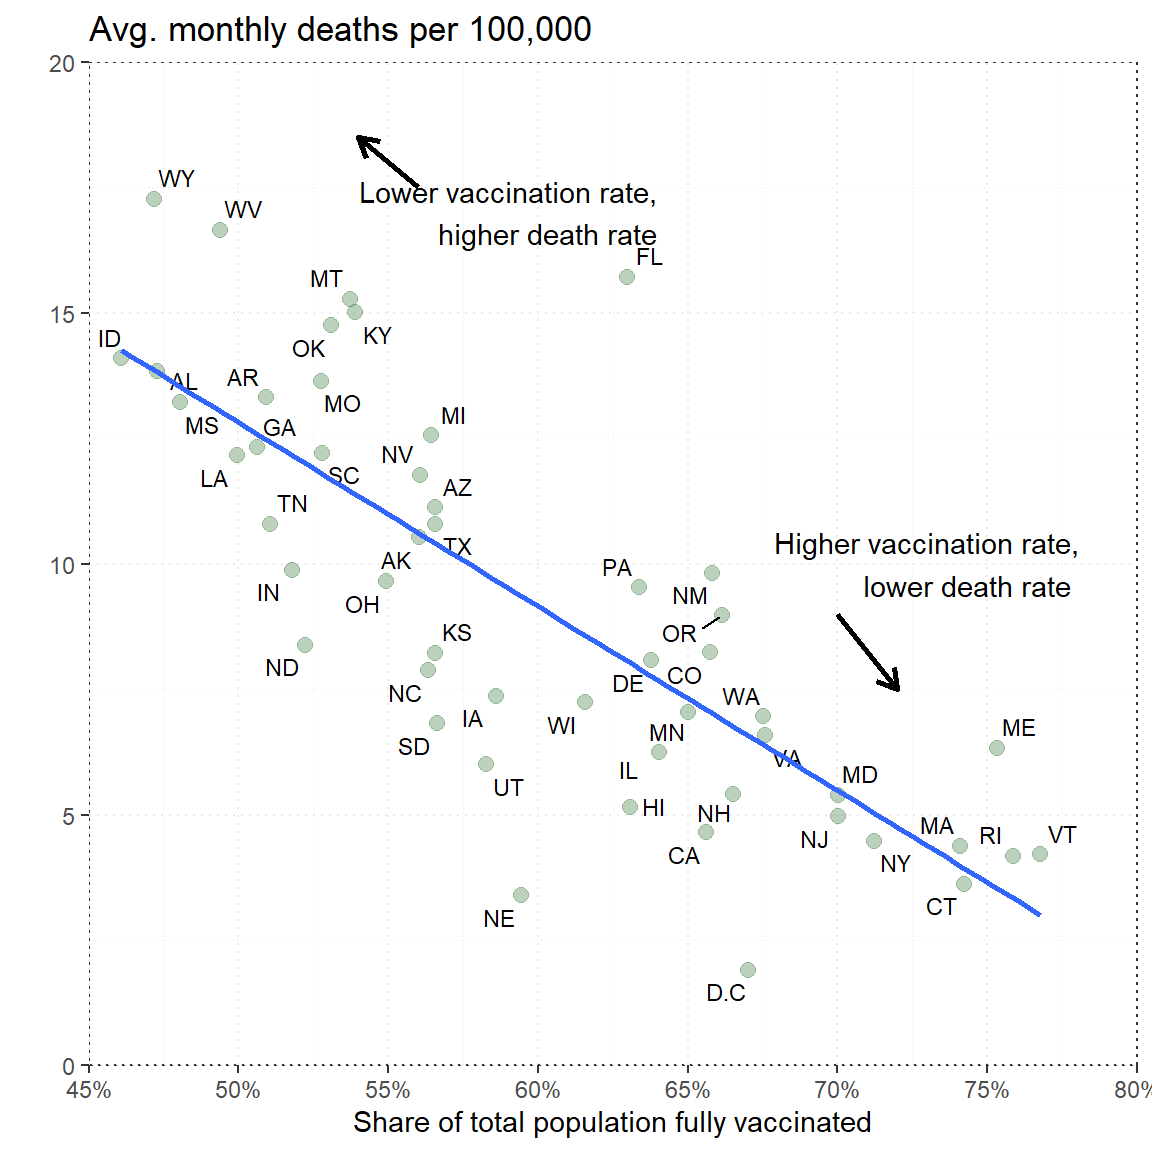 Avg. monthly deaths per 100,000
20
WY
Lower vaccination rate,
WV
higher death rate
FL
MT
15
KY
ID
OK
AR
AL
MO
MI
MS
GA
NV
LA
SC
AZ
TN
TX
Higher vaccination rate,
10
AK
PA
lower death rate
IN
NM
OH
KS
OR
ND
CO
DE
NC
WA
IA
WI
ME
MN
SD
VA
IL
MD
UT
HI
NH
5
MA
RI
VT
NJ
CA
NY
CT
NE
D.C
0
45%
50%
55%
60%
65%
70%
75%
80%
Share of total population fully vaccinated